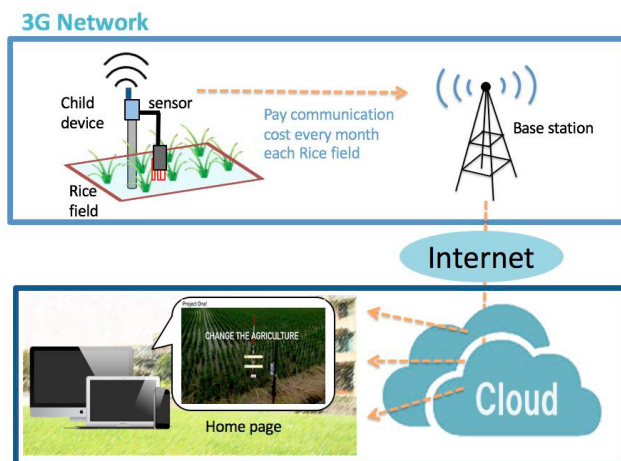 3G Network
Child
device
sensor
Pay communication
cost every month
each Rice field
Base station
Rice
field
Internet
Project One!
CHANGE THE AGRICULTURE
Home page
Cloud